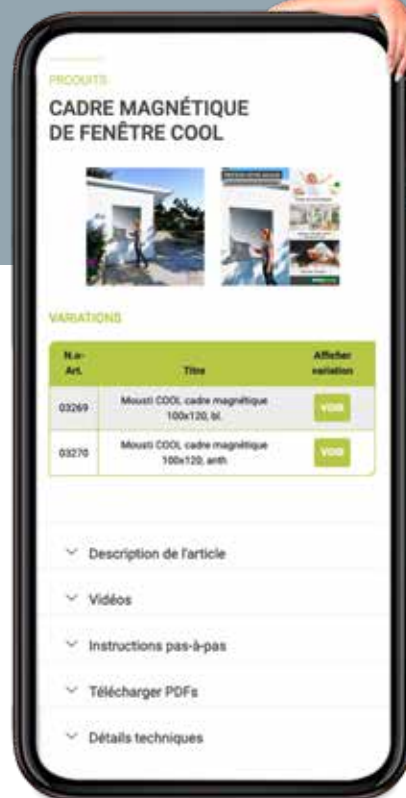 PRODUITS
CADRE MAGNÉTIQUE
DE FENÊTRE COOL
VARIATIONS
N.o-
Art.
Titre
Afficher
variation
03269
Mousti COOL cadre magnétique
100x120, bl.
VOIR
03270
Mousti COOL cadre magnétique
100x120, anth.
VOIR
Description de l'article
Vidéos
Instructions pas-à-pas
Télécharger PDFs
Détails techniques